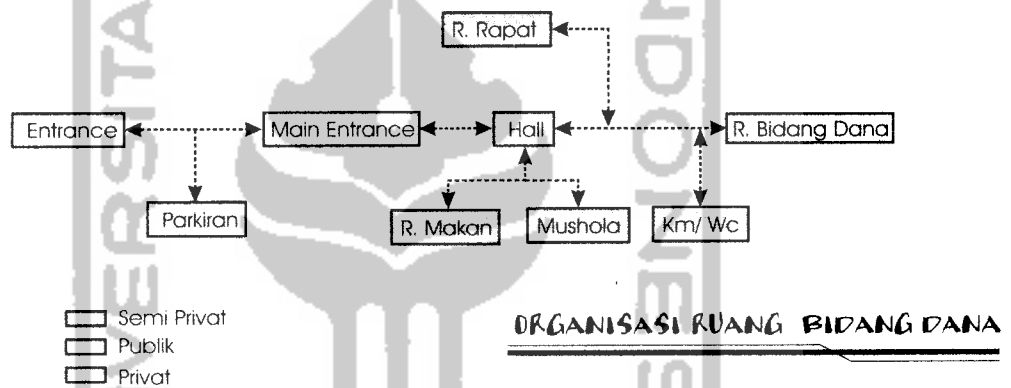 R. Rapat
Entrance
Main Entrance
Hall
R. Bidang Dana
Parkiran
R. Makan
Mushola
Km/ Wc
Semi Privat
Publik
Privat
ORGANISASI RUANG BIDANG DANA